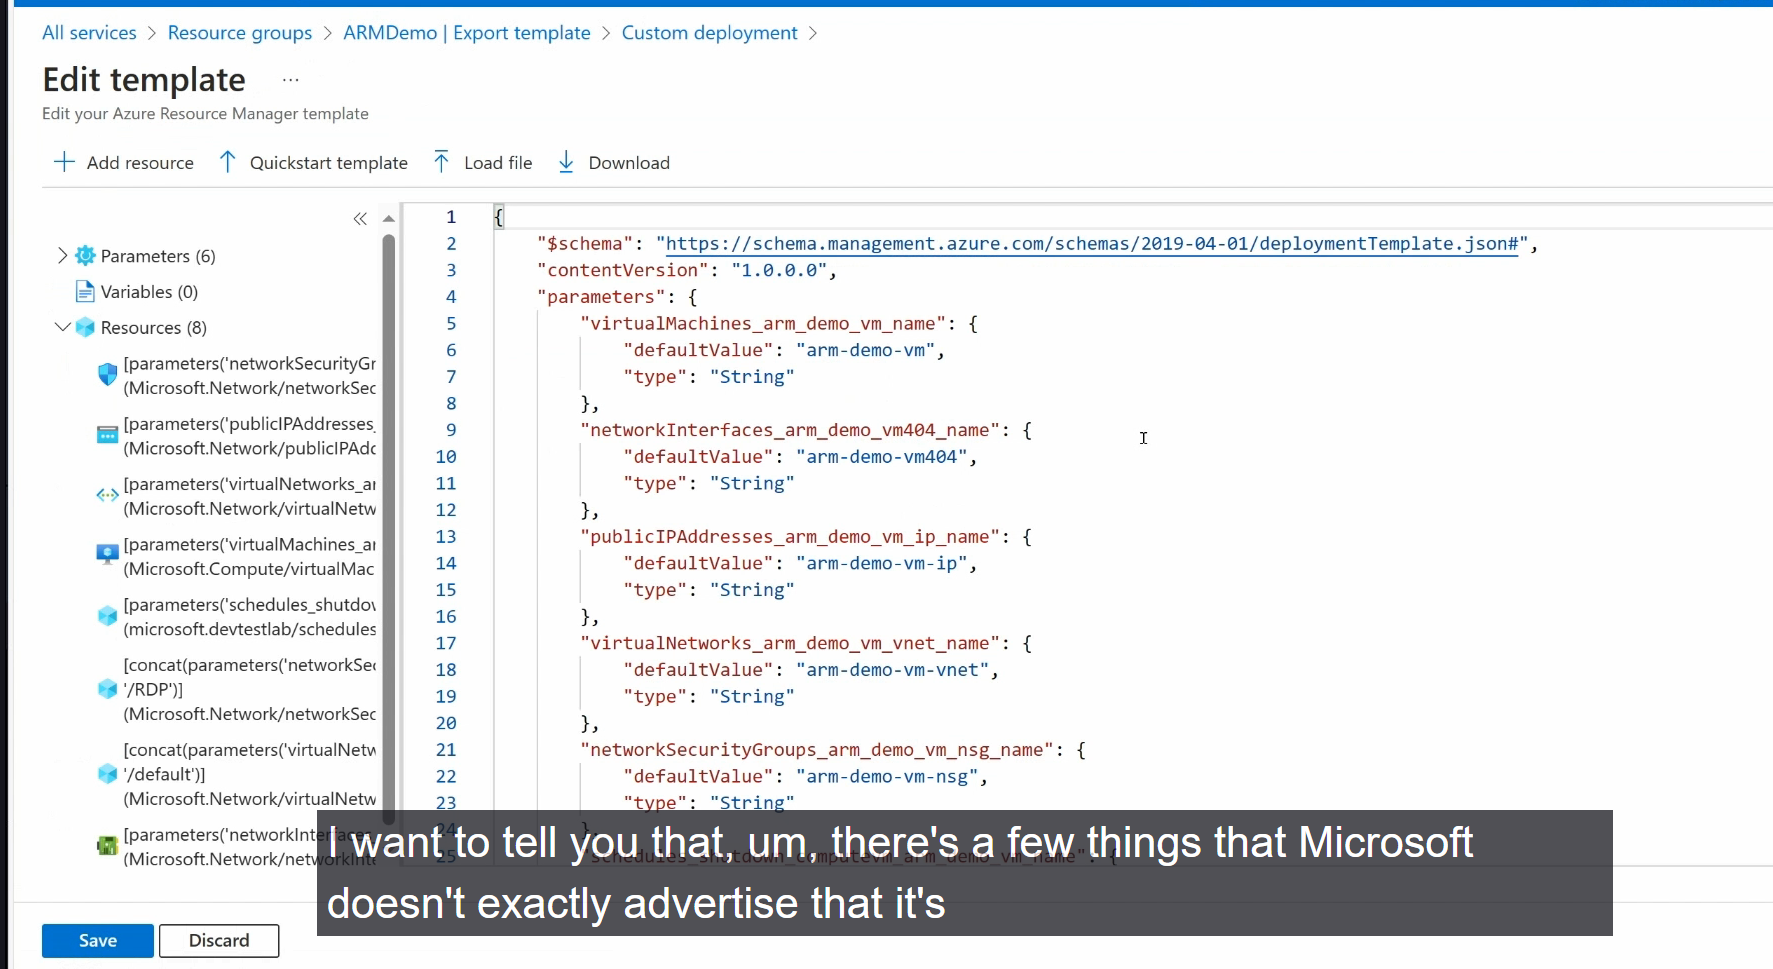 All services > Resource groups > ARMDemo | Export template > Custom deployment >
Edit template ...
Edit your Azure Resource Manager template
Add resource Quickstart template Load file Download
Parameters (6)
Variables (0)
Resources (8)
[parameters('networkSecurityGr
(Microsoft.Network/networkSec
[parameters('publicIPAddresses_
(Microsoft.Network/publicIPAdc
[parameters('virtualNetworks_ar
(Microsoft.Network/virtualNetw
[parameters('virtualMachines_ar
(Microsoft.Compute/virtualMac
[parameters('schedules_shutdov
(microsoft.devtestlab/schedules
[concat(parameters('networkSec
'/RDP')]
(Microsoft.Network/networkSec
[concat(parameters('virtualNetw
'/default')]
(Microsoft.Network/virtualNetw
[parameters('networkInterfaces
(Microsoft.Network/networkInte
1 {
2 "$schema": "https://schema.management.azure.com/schemas/2019-04-01/deploymentTemplate.json#",
3 "contentVersion": "1.0.0.0",
4 "parameters": {
5 "virtualMachines_arm_demo_vm_name": {
6 "defaultValue": "arm-demo-vm",
7 "type": "String"
8 },
9 "networkInterfaces_arm_demo_vm404_name": {
10 "defaultValue": "arm-demo-vm404",
11 "type": "String"
12 },
13 "publicIPAddresses_arm_demo_vm_ip_name": {
14 "defaultValue": "arm-demo-vm-ip",
15 "type": "String"
16 },
17 "virtualNetworks_arm_demo_vm_vnet_name": {
18 "defaultValue": "arm-demo-vm-vnet",
19 "type": "String"
20 },
21 "networkSecurityGroups_arm_demo_vm_nsg_name": {
22 "defaultValue": "arm-demo-vm-nsg",
23 "type": "String"
24 },
25 "schedules_shutdown_computevm_arm_demo_vm_name": {
I want to tell you that, um, there's a few things that Microsoft
doesn't exactly advertise that it's
Save Discard